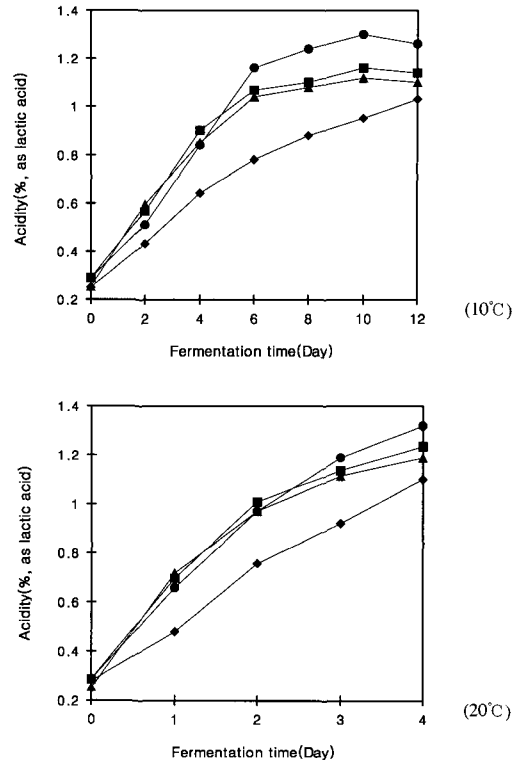 1.4
1.2
1
0.8
0.6
0.4
0.2
Acidity(%, as lactic acid)
0 2 4 6 8 10 12
Fermentation time(Day)
(10℃)
1.4
1.2
1
0.8
0.6
0.4
0.2
Acidity(%, as lactic acid)
0 1 2 3 4
Fermentation time(Day)
(20℃)